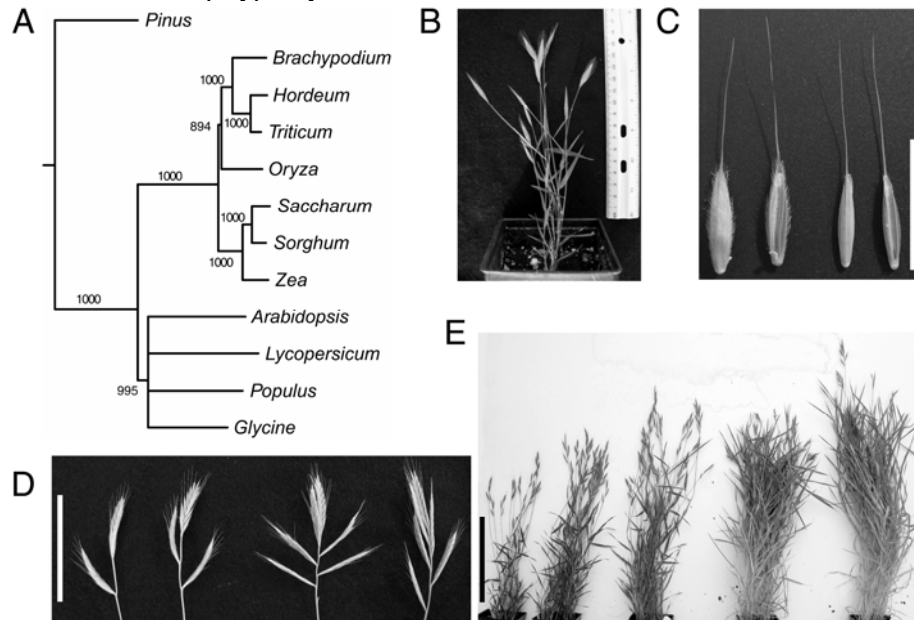 A
Pinus
B
C
Brachypodium
1000
Hordeum
1000
894
Triticum
Oryza
1000
Saccharum
1000
Sorghum
1000
Zea
1000
Arabidopsis
E
Lycopersicum
995
Populus
Glycine
D